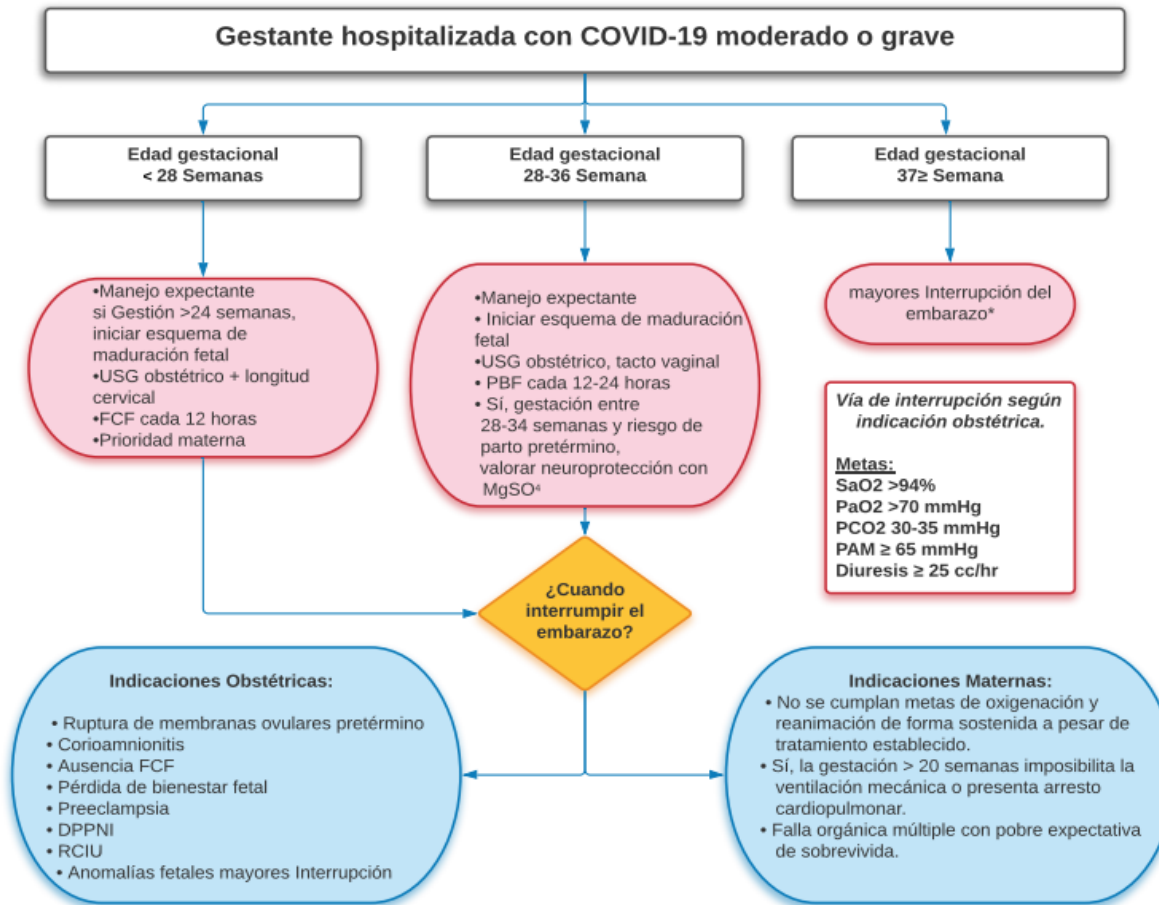 Gestante hospitalizada con COVID-19 moderado o grave
Edad gestacional
< 28 Semanas
Edad gestacional
28-36 Semana
Edad gestacional
37≥ Semana
•Manejo expectante
si Gestión >24 semanas,
iniciar esquema de
maduración fetal
•USG obstétrico + longitud
cervical
•FCF cada 12 horas
•Prioridad materna
•Manejo expectante
• Iniciar esquema de maduración
fetal
•USG obstétrico, tacto vaginal
• PBF cada 12-24 horas
• Sí, gestación entre
28-34 semanas y riesgo de
parto pretérmino,
valorar neuroprotección con
MgSO⁴
mayores Interrupción del
embarazo*
Vía de interrupción según
indicación obstétrica.
Metas:
SaO2 >94%
PaO2 >70 mmHg
PCO2 30-35 mmHg
PAM ≥ 65 mmHg
Diuresis ≥ 25 cc/hr
¿Cuando
interrumpir el
embarazo?
Indicaciones Obstétricas:
• Ruptura de membranas ovulares pretérmino
• Corioamnionitis
• Ausencia FCF
• Pérdida de bienestar fetal
• Preeclampsia
• DPPNI
• RCIU
• Anomalías fetales mayores Interrupción
Indicaciones Maternas:
• No se cumplan metas de oxigenación y
reanimación de forma sostenida a pesar de
tratamiento establecido.
• Sí, la gestación > 20 semanas imposibilita la
ventilación mecánica o presenta arresto
cardiopulmonar.
• Falla orgánica múltiple con pobre expectativa
de sobrevivida.